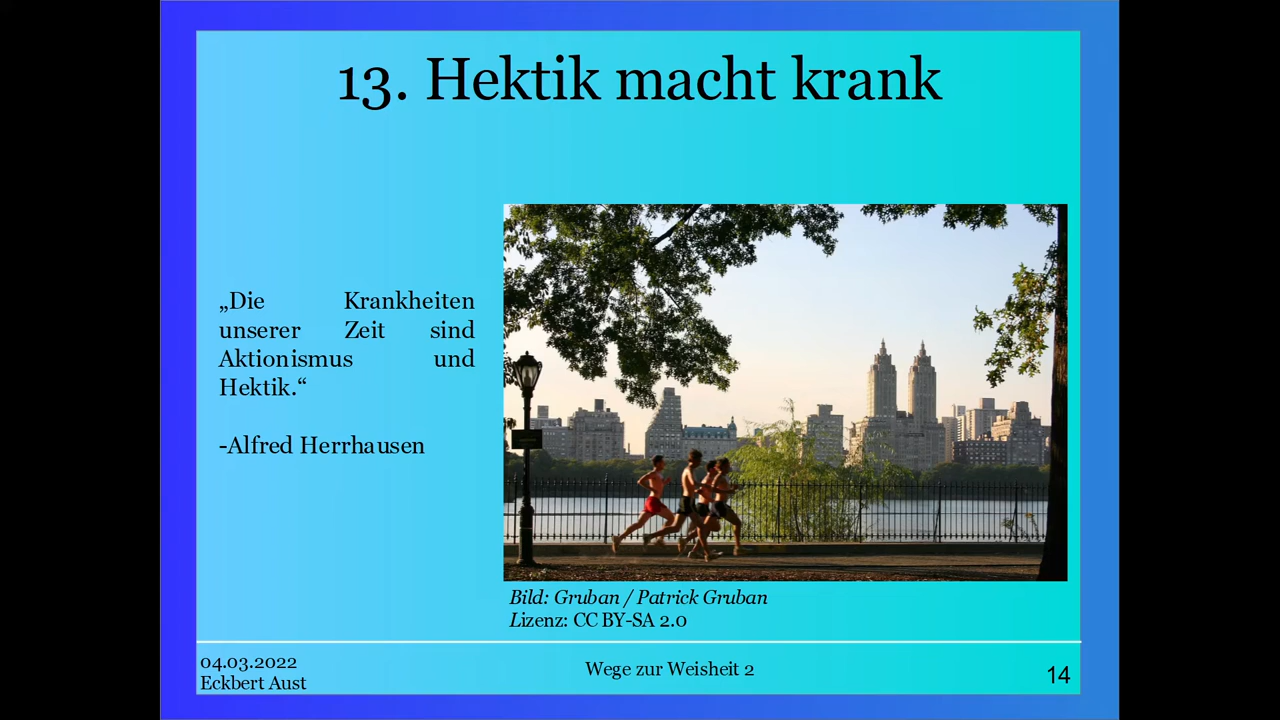 13. Hektik macht krank
„Die Krankheiten
unserer Zeit sind
Aktionismus und
Hektik.“
-Alfred Herrhausen
Bild: Gruban / Patrick Gruban
Lizenz: CC BY-SA 2.0
04.03.2022
Eckbert Aust
Wege zur Weisheit 2
14